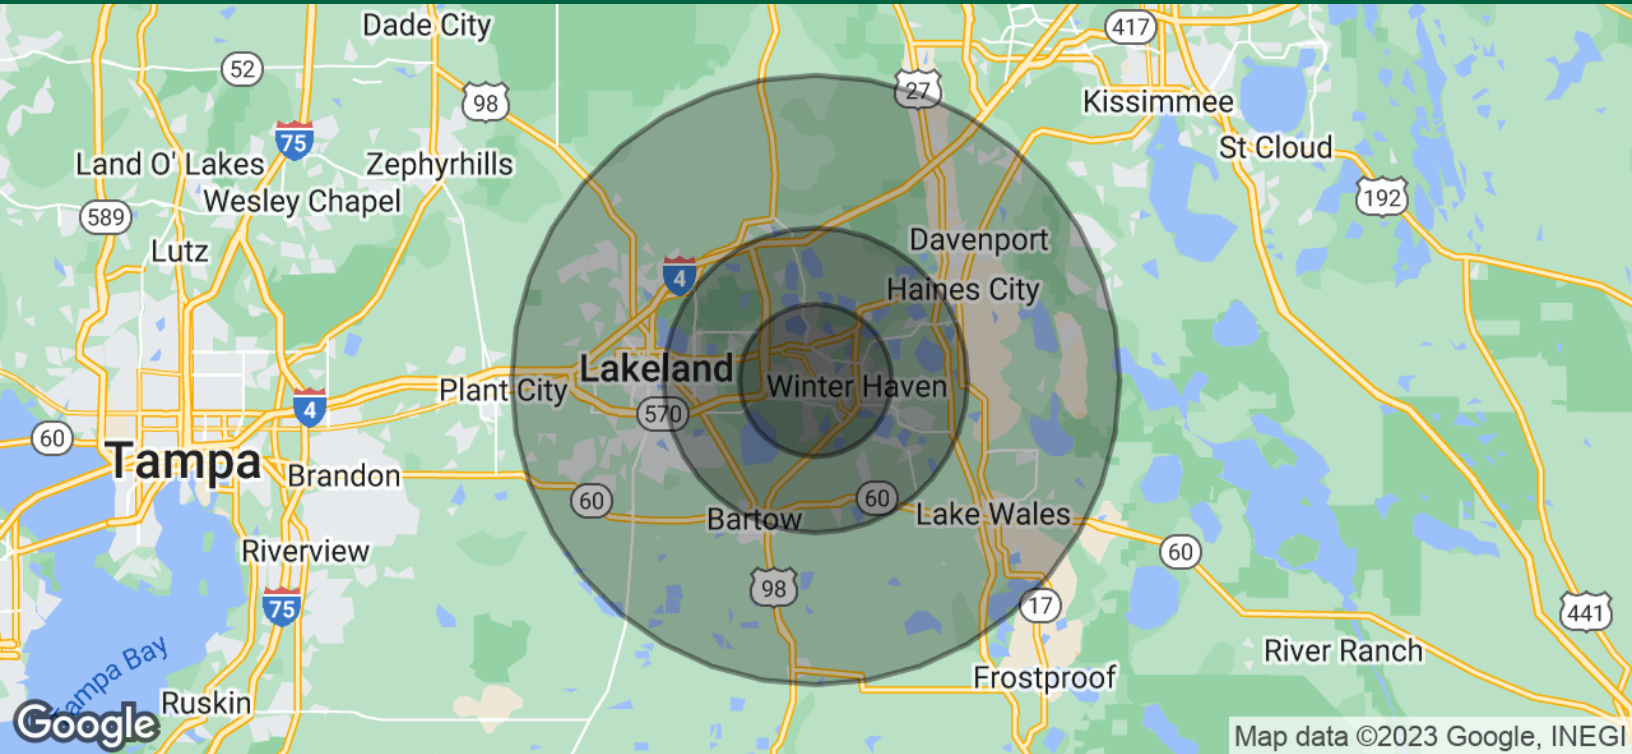 Dade City
417
52
27
98
Kissimmee
75
St Cloud
Land O' Lakes
Zephyrhills
192
Wesley Chapel
589
Davenport
Lutz
4
Haines City
Lakeland
Winter Haven
Plant City
4
570
60
Tampa
Brandon
60
60
Bartow
Lake Wales
Riverview
60
98
75
17
441
River Ranch
Tampa Bay
Frostproof
Ruskin
Google
Map data ©2023 Google, INEGI